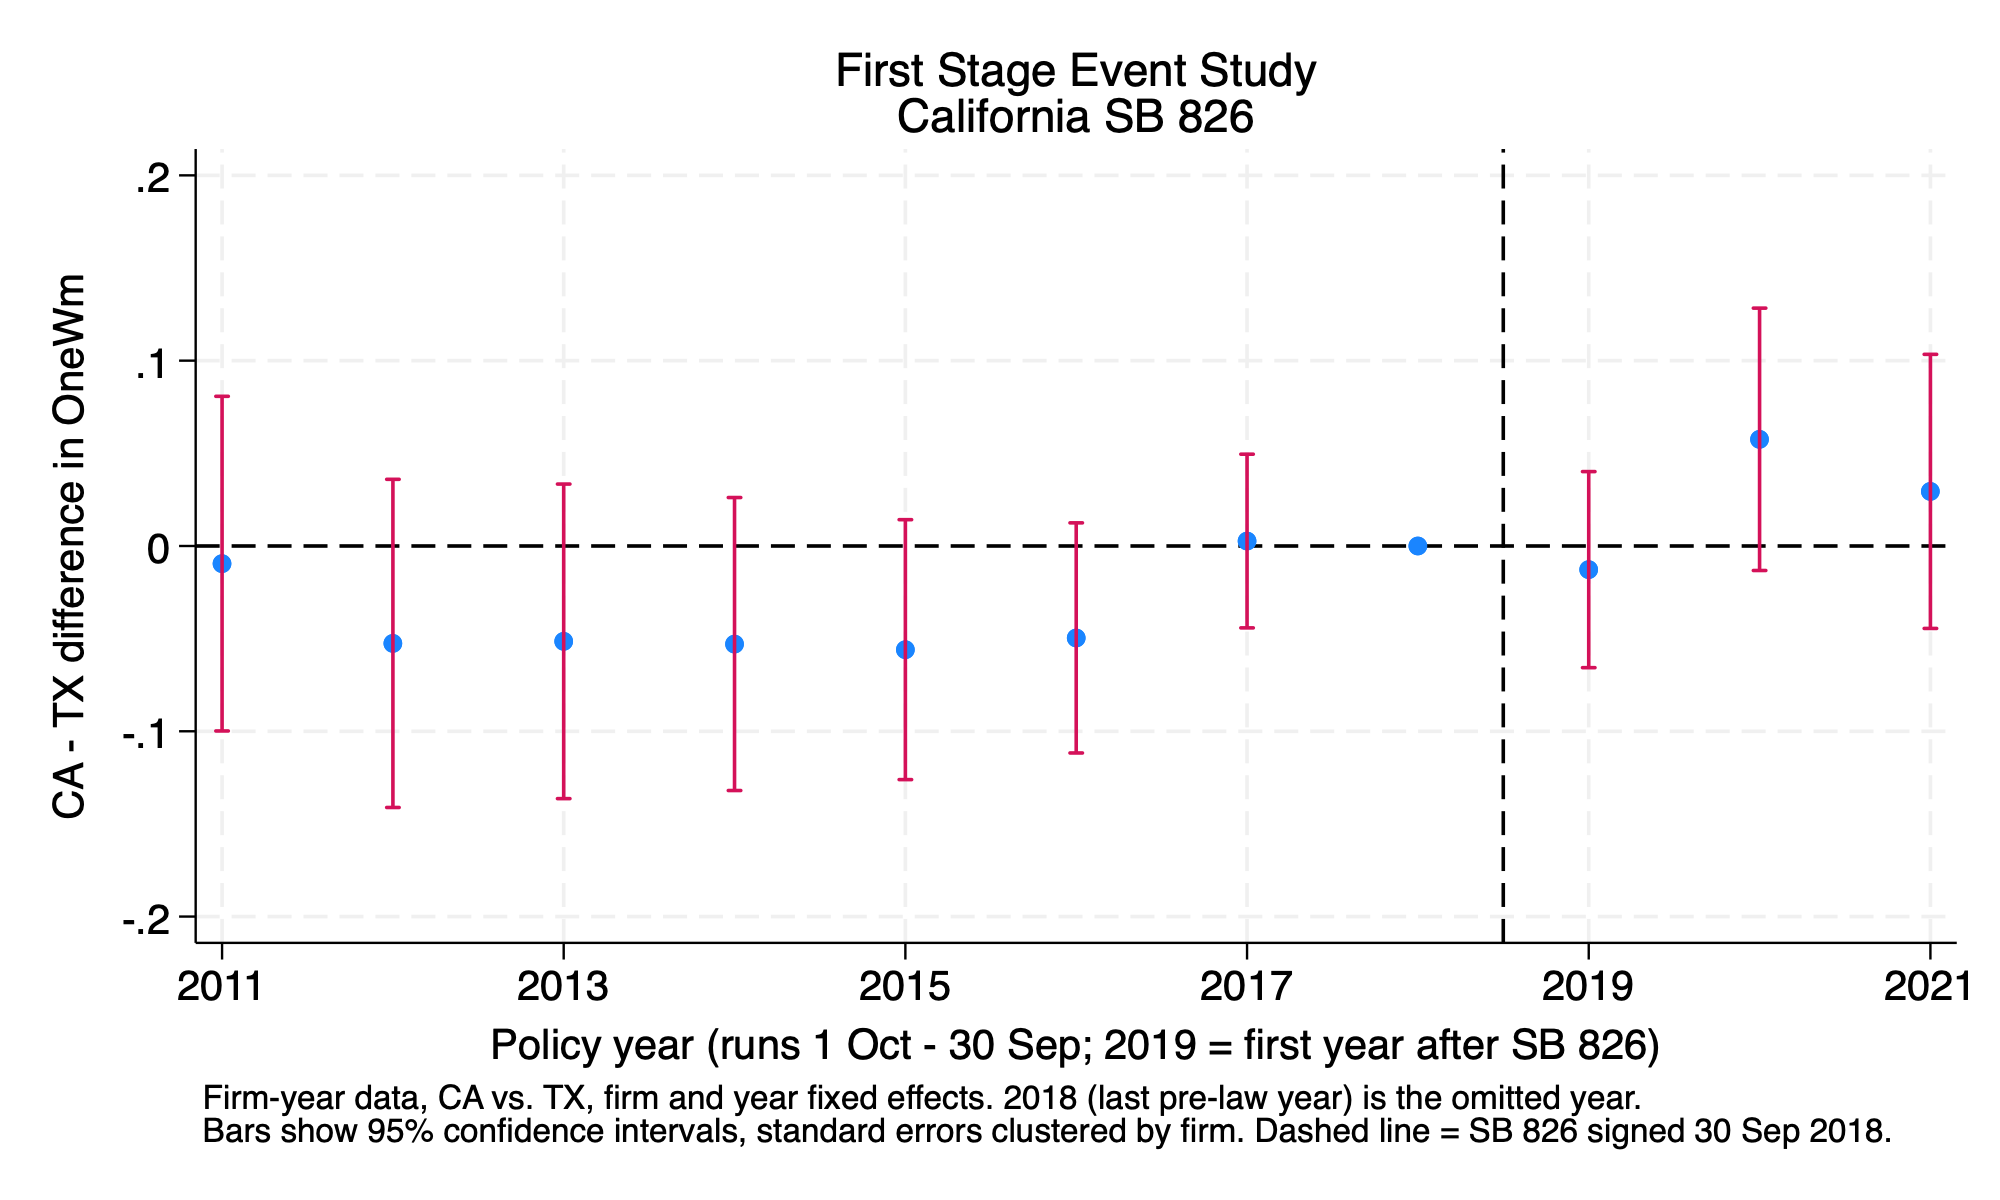 First Stage Event Study
California SB 826
CA - TX difference in OneWm
.2
.1
0
-.1
-.2
2011
2013
2015
2017
2019
2021
Policy year (runs 1 Oct - 30 Sep; 2019 = first year after SB 826)
Firm-year data, CA vs. TX, firm and year fixed effects. 2018 (last pre-law year) is the omitted year.
Bars show 95% confidence intervals, standard errors clustered by firm. Dashed line = SB 826 signed 30 Sep 2018.